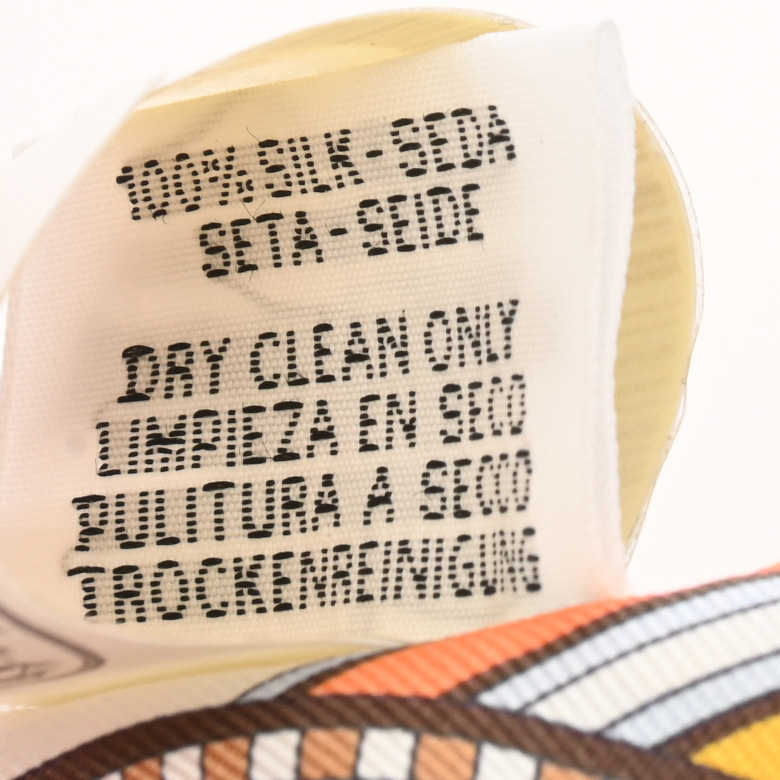 100% SILK-SEDA
SETA-SEIDE
DRY CLEAN ONLY
LIMPIEZA EN SECO
PULITURA A SECCO
TROCKENREINIGUNG